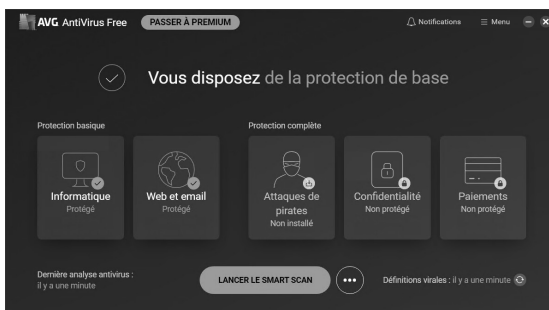 AVG AntiVirus Free
PASSER À PREMIUM
Notifications
Menu
Vous disposez de la protection de base
Protection basique
Protection complète
Informatique
Protégé
Web et email
Protégé
Attaques de
pirates
Non installé
Confidentialité
Non protégé
Paiements
Non protégé
Dernière analyse antivirus :
il y a une minute
LANCER LE SMART SCAN
Définitions virales : il y a une minute